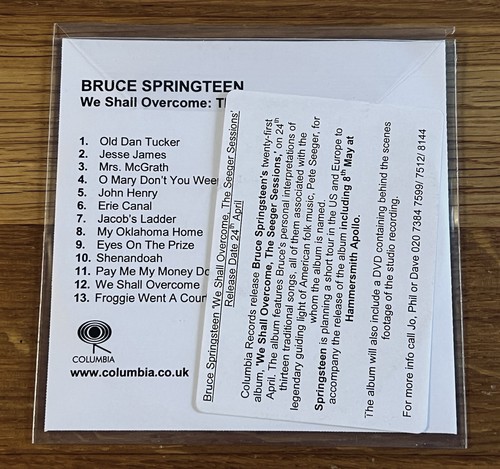 BRUCE SPRINGTEEN
We Shall Overcome: T
1. Old Dan Tucker
2. Jesse James
3. Mrs. McGrath
4. O Mary Don't You Wee
5. John Henry
6. Erie Canal
7. Jacob's Ladder
8. My Oklahoma Home
9. Eyes On The Prize
10. Shenandoah
11. Pay Me My Money Do
12. We Shall Overcome
13. Froggie Went A Cour
COLUMBIA
www.columbia.co.uk
Bruce Springsteen 'We Shall Overcome, The Seeger Sessions'
Release Date 24th April
Columbia Records release Bruce Springsteen's twenty-first
album, 'We Shall Overcome, The Seeger Sessions,' on 24th
April. The album features Bruce's personal interpretations of
thirteen traditional songs, all of them associated with the
legendary guiding light of American folk music, Pete Seeger, for
whom the album is named.
Springsteen is planning a short tour in the US and Europe to
accompany the release of the album including 8th May at
Hammersmith Apollo.
The album will also include a DVD containing behind the scenes
footage of the studio recording.
For more info call Jo, Phil or Dave 020 7384 7599/ 7512/ 8144